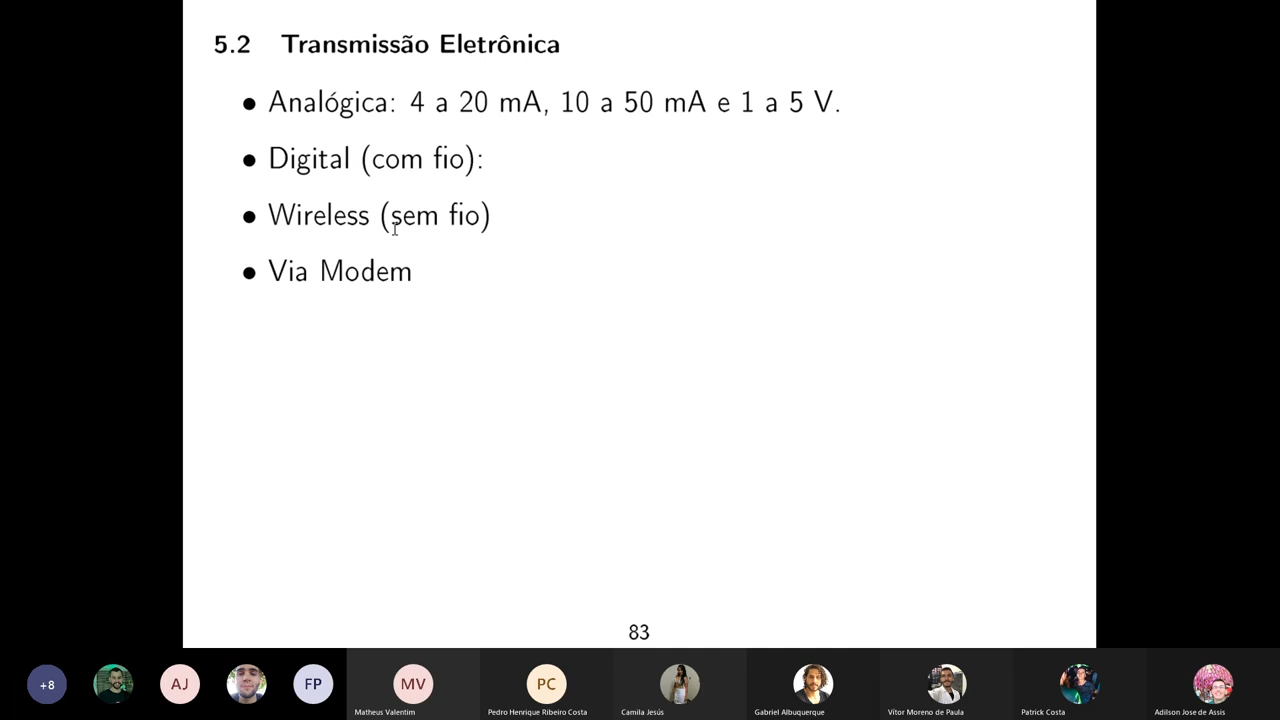 5.2 Transmissão Eletrônica
• Analógica: 4 a 20 mA, 10 a 50 mA e 1 a 5 V.
• Digital (com fio):
• Wireless (sem fio)
• Via Modem
83
+8
AJ
FP
MV
PC
Matheus Valentim
Pedro Henrique Ribeiro Costa
Camila Jesús
Gabriel Albuquerque
Vítor Moreno de Paula
Patrick Costa
Adilson Jose de Assis